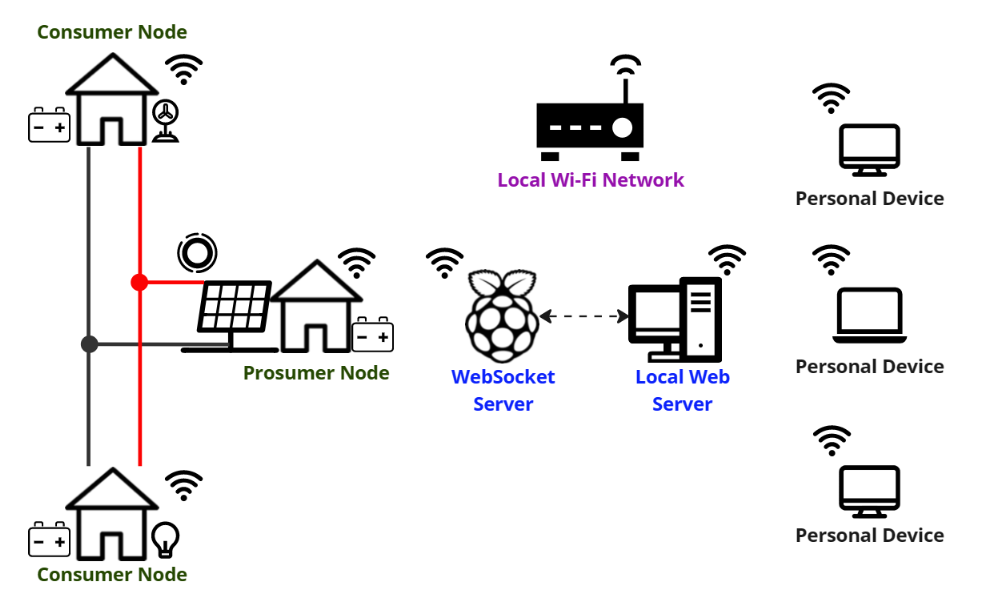 Consumer Node
Local Wi-Fi Network
Personal Device
Prosumer Node
WebSocket
Server
Local Web
Server
Personal Device
Personal Device
Consumer Node